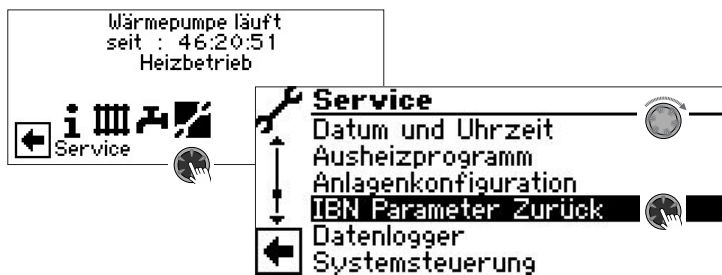 Wärmepumpe läuft
seit : 46:20:51
Heizbetrieb
Service
Service
Datum und Uhrzeit
Ausheizprogramm
Anlagenkonfiguration
IBN Parameter Zurück
Datenlogger
Systemsteuerung